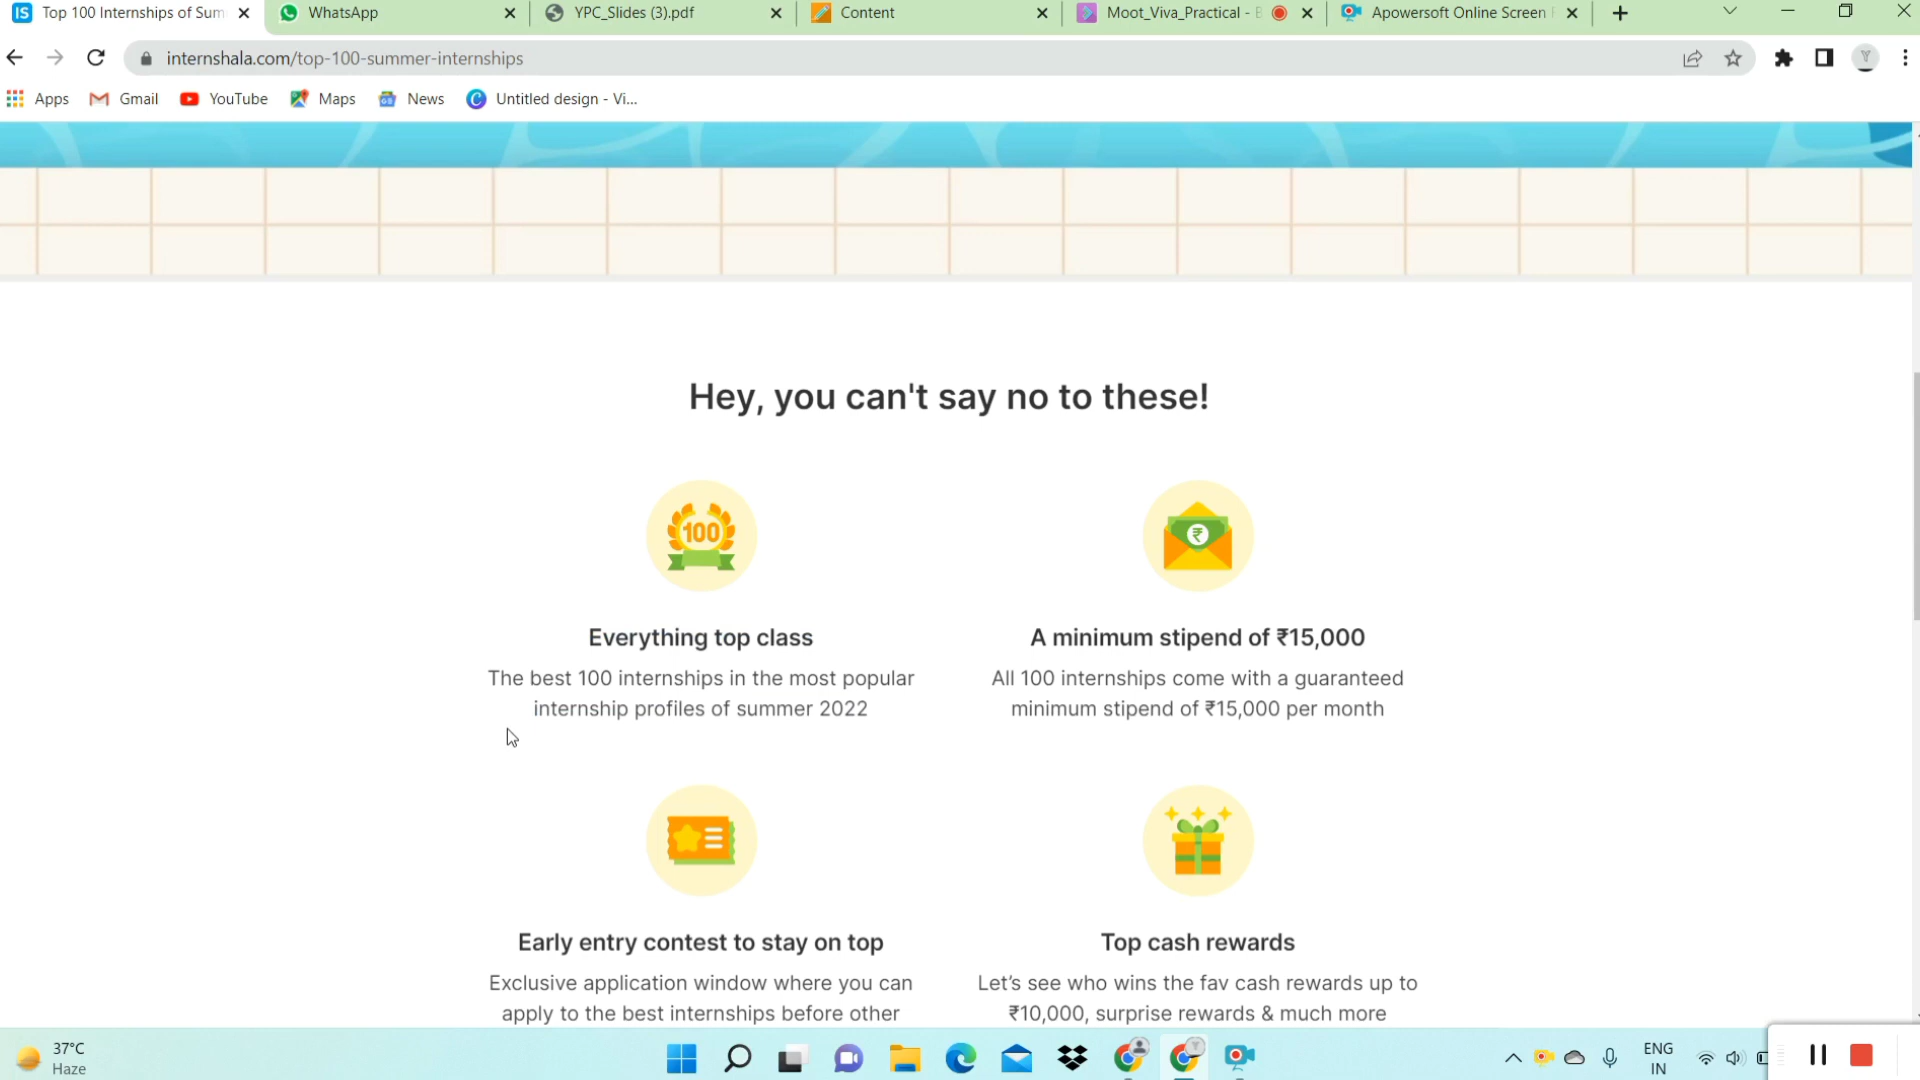 Top 100 Internships of Sum
WhatsApp
YPC_Slides (3).pdf
Content
Moot_Viva_Practical -
Apowersoft Online Screen
internshala.com/top-100-summer-internships
Apps
Gmail
YouTube
Maps
News
Untitled design - Vi...
Hey, you can't say no to these!
100
₹
Everything top class
A minimum stipend of ₹15,000
The best 100 internships in the most popular
internship profiles of summer 2022
All 100 internships come with a guaranteed
minimum stipend of ₹15,000 per month
Early entry contest to stay on top
Top cash rewards
Exclusive application window where you can
apply to the best internships before other
Let's see who wins the fav cash rewards up to
₹10,000, surprise rewards & much more
37°C
Haze
ENG
IN